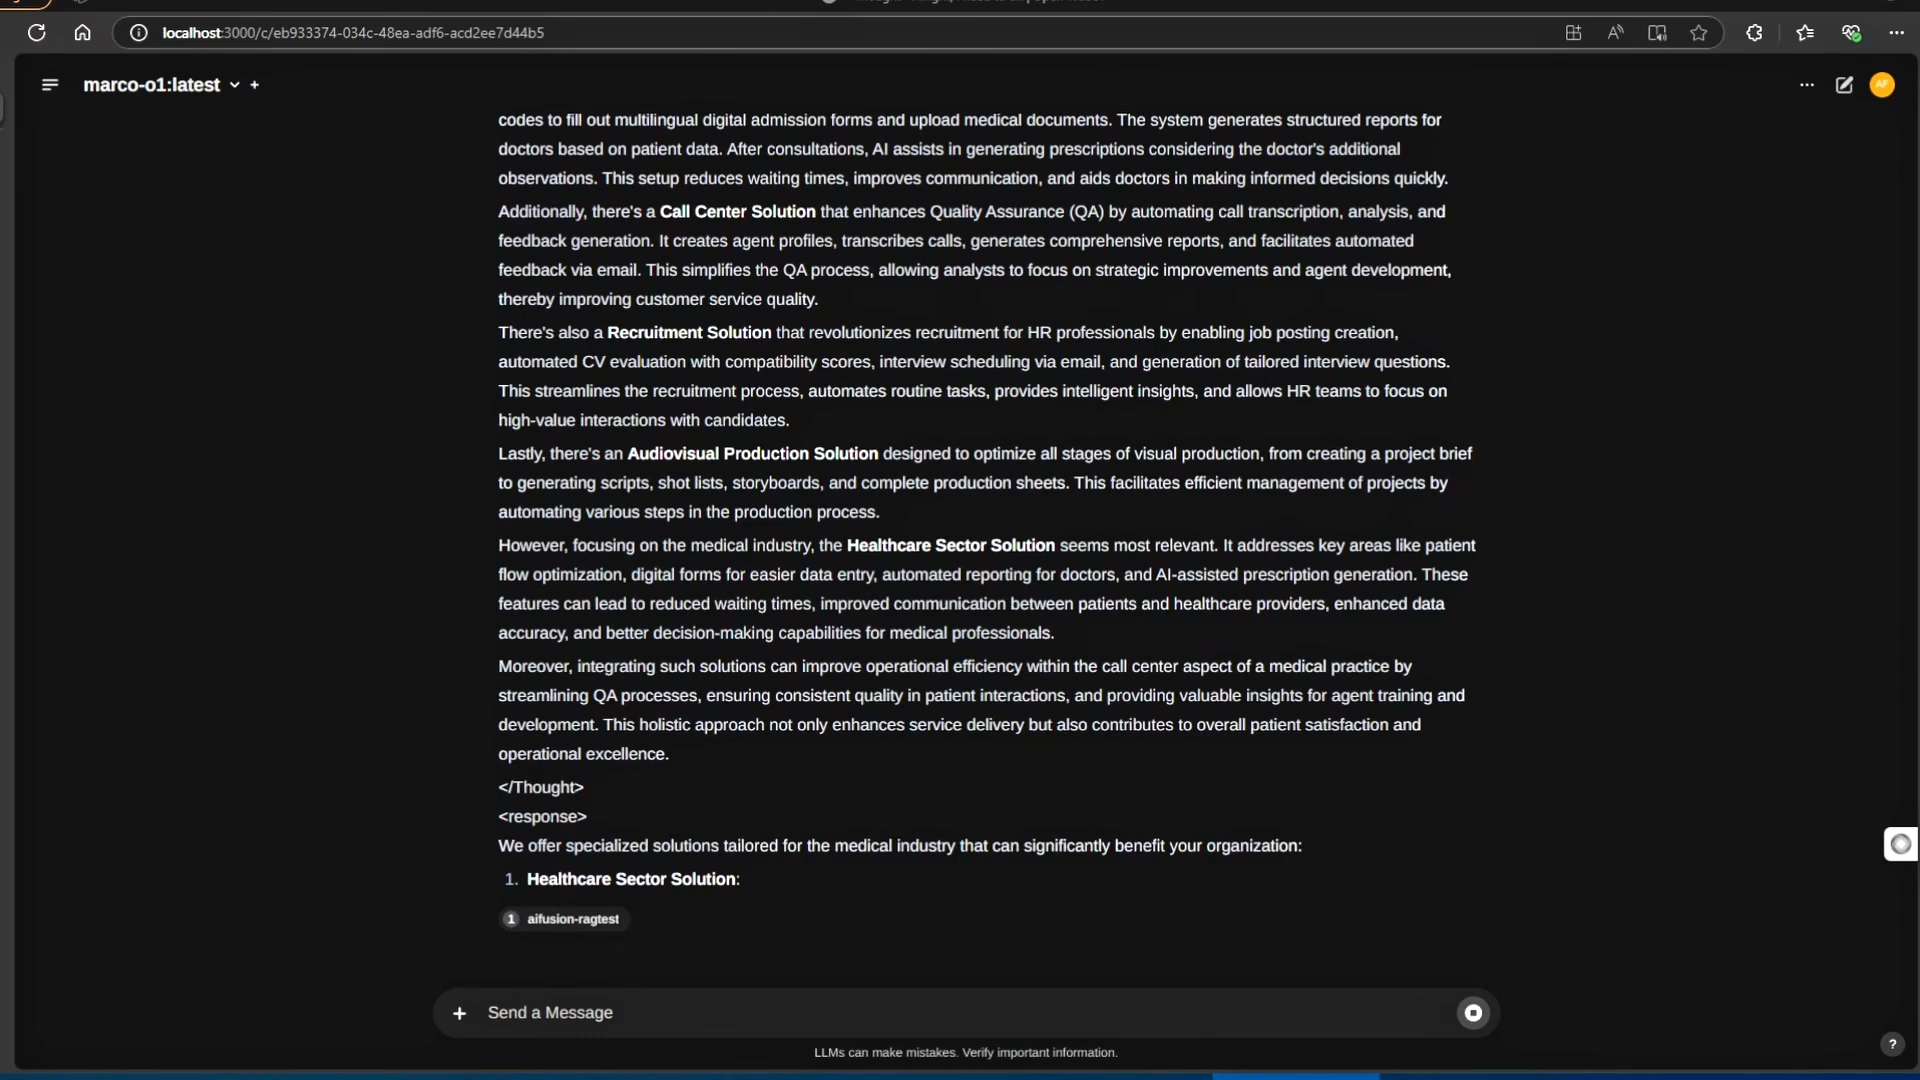 localhost:3000/c/eb933374-034c-48ea-adf6-acd2ee7d44b5
marco-o1:latest
AF
codes to fill out multilingual digital admission forms and upload medical documents. The system generates structured reports for
doctors based on patient data. After consultations, AI assists in generating prescriptions considering the doctor's additional
observations. This setup reduces waiting times, improves communication, and aids doctors in making informed decisions quickly.
Additionally, there's a Call Center Solution that enhances Quality Assurance (QA) by automating call transcription, analysis, and
feedback generation. It creates agent profiles, transcribes calls, generates comprehensive reports, and facilitates automated
feedback via email. This simplifies the QA process, allowing analysts to focus on strategic improvements and agent development,
thereby improving customer service quality.
There's also a Recruitment Solution that revolutionizes recruitment for HR professionals by enabling job posting creation,
automated CV evaluation with compatibility scores, interview scheduling via email, and generation of tailored interview questions.
This streamlines the recruitment process, automates routine tasks, provides intelligent insights, and allows HR teams to focus on
high-value interactions with candidates.
Lastly, there's an Audiovisual Production Solution designed to optimize all stages of visual production, from creating a project brief
to generating scripts, shot lists, storyboards, and complete production sheets. This facilitates efficient management of projects by
automating various steps in the production process.
However, focusing on the medical industry, the Healthcare Sector Solution seems most relevant. It addresses key areas like patient
flow optimization, digital forms for easier data entry, automated reporting for doctors, and AI-assisted prescription generation. These
features can lead to reduced waiting times, improved communication between patients and healthcare providers, enhanced data
accuracy, and better decision-making capabilities for medical professionals.
Moreover, integrating such solutions can improve operational efficiency within the call center aspect of a medical practice by
streamlining QA processes, ensuring consistent quality in patient interactions, and providing valuable insights for agent training and
development. This holistic approach not only enhances service delivery but also contributes to overall patient satisfaction and
operational excellence.
</Thought>
<response>
We offer specialized solutions tailored for the medical industry that can significantly benefit your organization:
1. Healthcare Sector Solution:
1 aifusion-ragtest
Send a Message
LLMs can make mistakes. Verify important information.
?